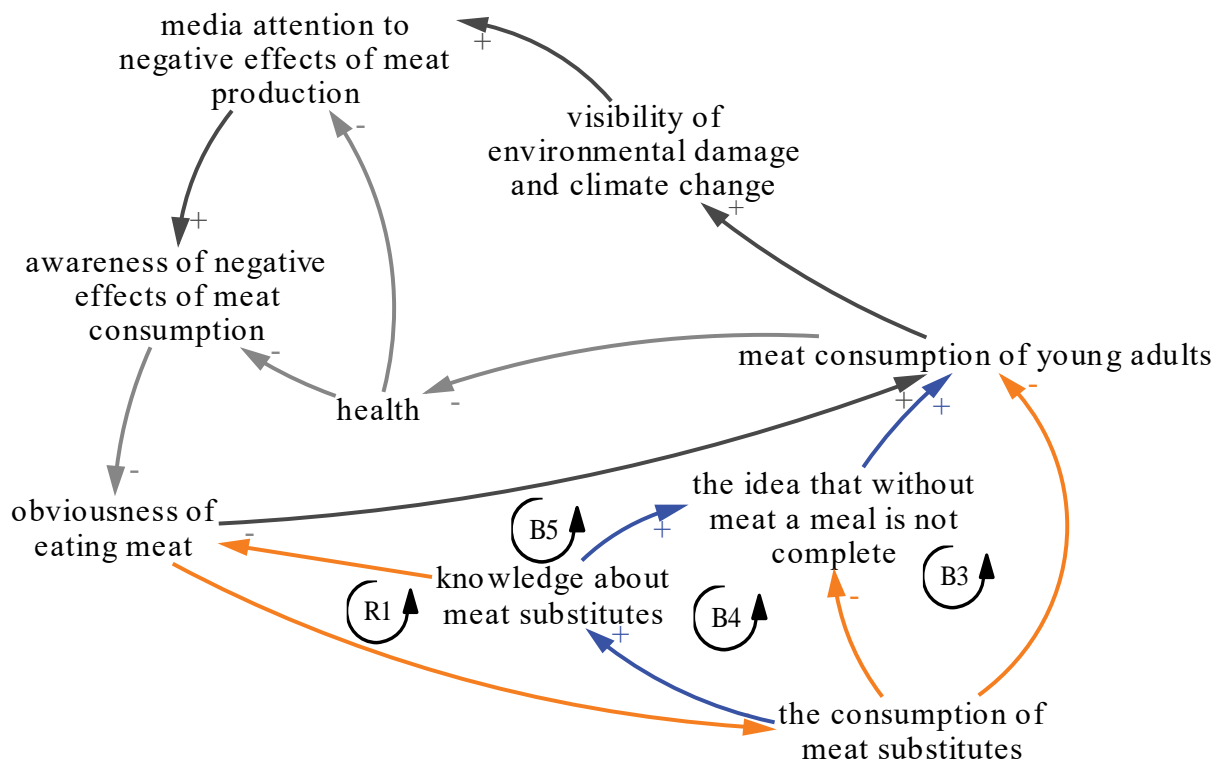 media attention to
negative effects of meat
production
+
-
visibility of
environmental damage
and climate change
+
+
awareness of negative
effects of meat
consumption
-
meat consumption of young adults
health
-
+
+
-
-
obviousness of
eating meat
-
the idea that without
meat a meal is not
complete
B5
+
knowledge about
meat substitutes
R1
B4
B3
-
+
the consumption of
meat substitutes
-